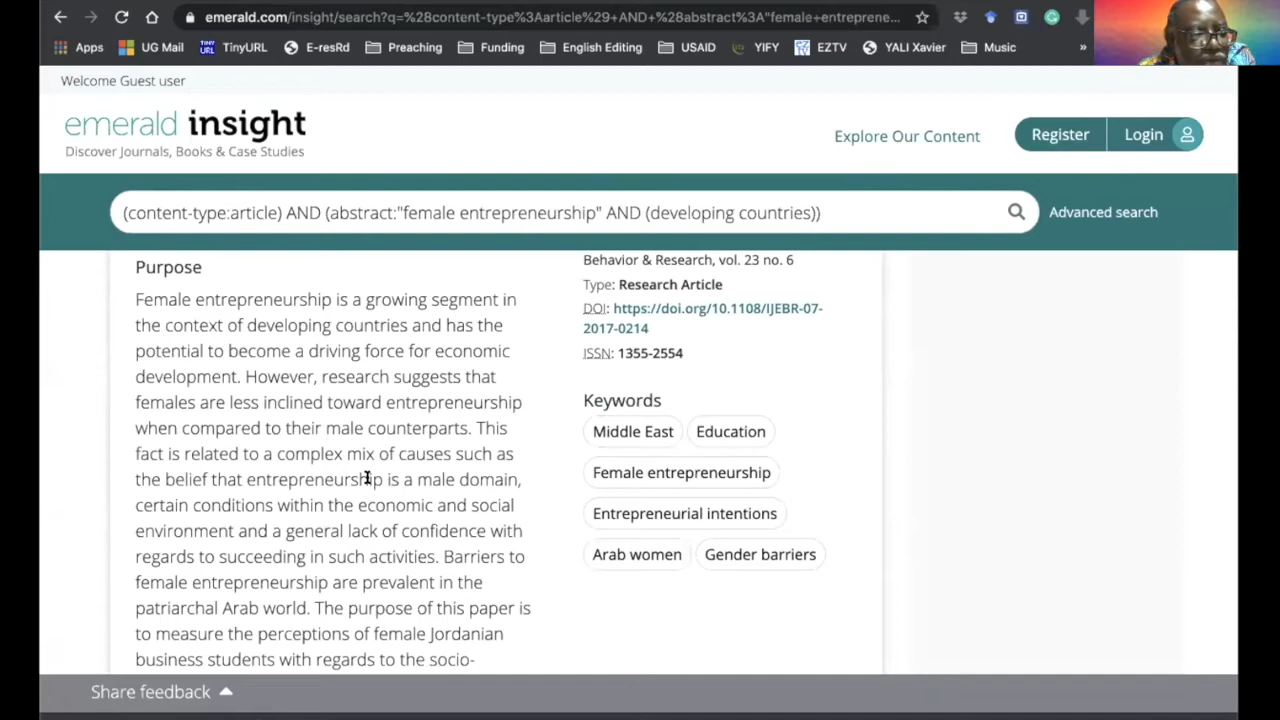 emerald.com/insight/search?q=%28content-type%3Aarticle%29+AND+%28abstract%3A"female+entreprene...
Apps
UG Mail
TINY URL
TinyURL
E-resRd
Preaching
Funding
English Editing
USAID
YIFY
EZTV
YALI Xavier
Music
»
Welcome Guest user
emerald insight
Discover Journals, Books & Case Studies
Explore Our Content
Register
Login
(content-type:article) AND (abstract:"female entrepreneurship" AND (developing countries))
Advanced search
Purpose
Female entrepreneurship is a growing segment in
the context of developing countries and has the
potential to become a driving force for economic
development. However, research suggests that
females are less inclined toward entrepreneurship
when compared to their male counterparts. This
fact is related to a complex mix of causes such as
the belief that entrepreneurship is a male domain,
certain conditions within the economic and social
environment and a general lack of confidence with
regards to succeeding in such activities. Barriers to
female entrepreneurship are prevalent in the
patriarchal Arab world. The purpose of this paper is
to measure the perceptions of female Jordanian
business students with regards to the socio-
Behavior & Research, vol. 23 no. 6
Type: Research Article
DOI: https://doi.org/10.1108/IJEBR-07-
2017-0214
ISSN: 1355-2554
Keywords
Middle East
Education
Female entrepreneurship
Entrepreneurial intentions
Arab women
Gender barriers
Share feedback